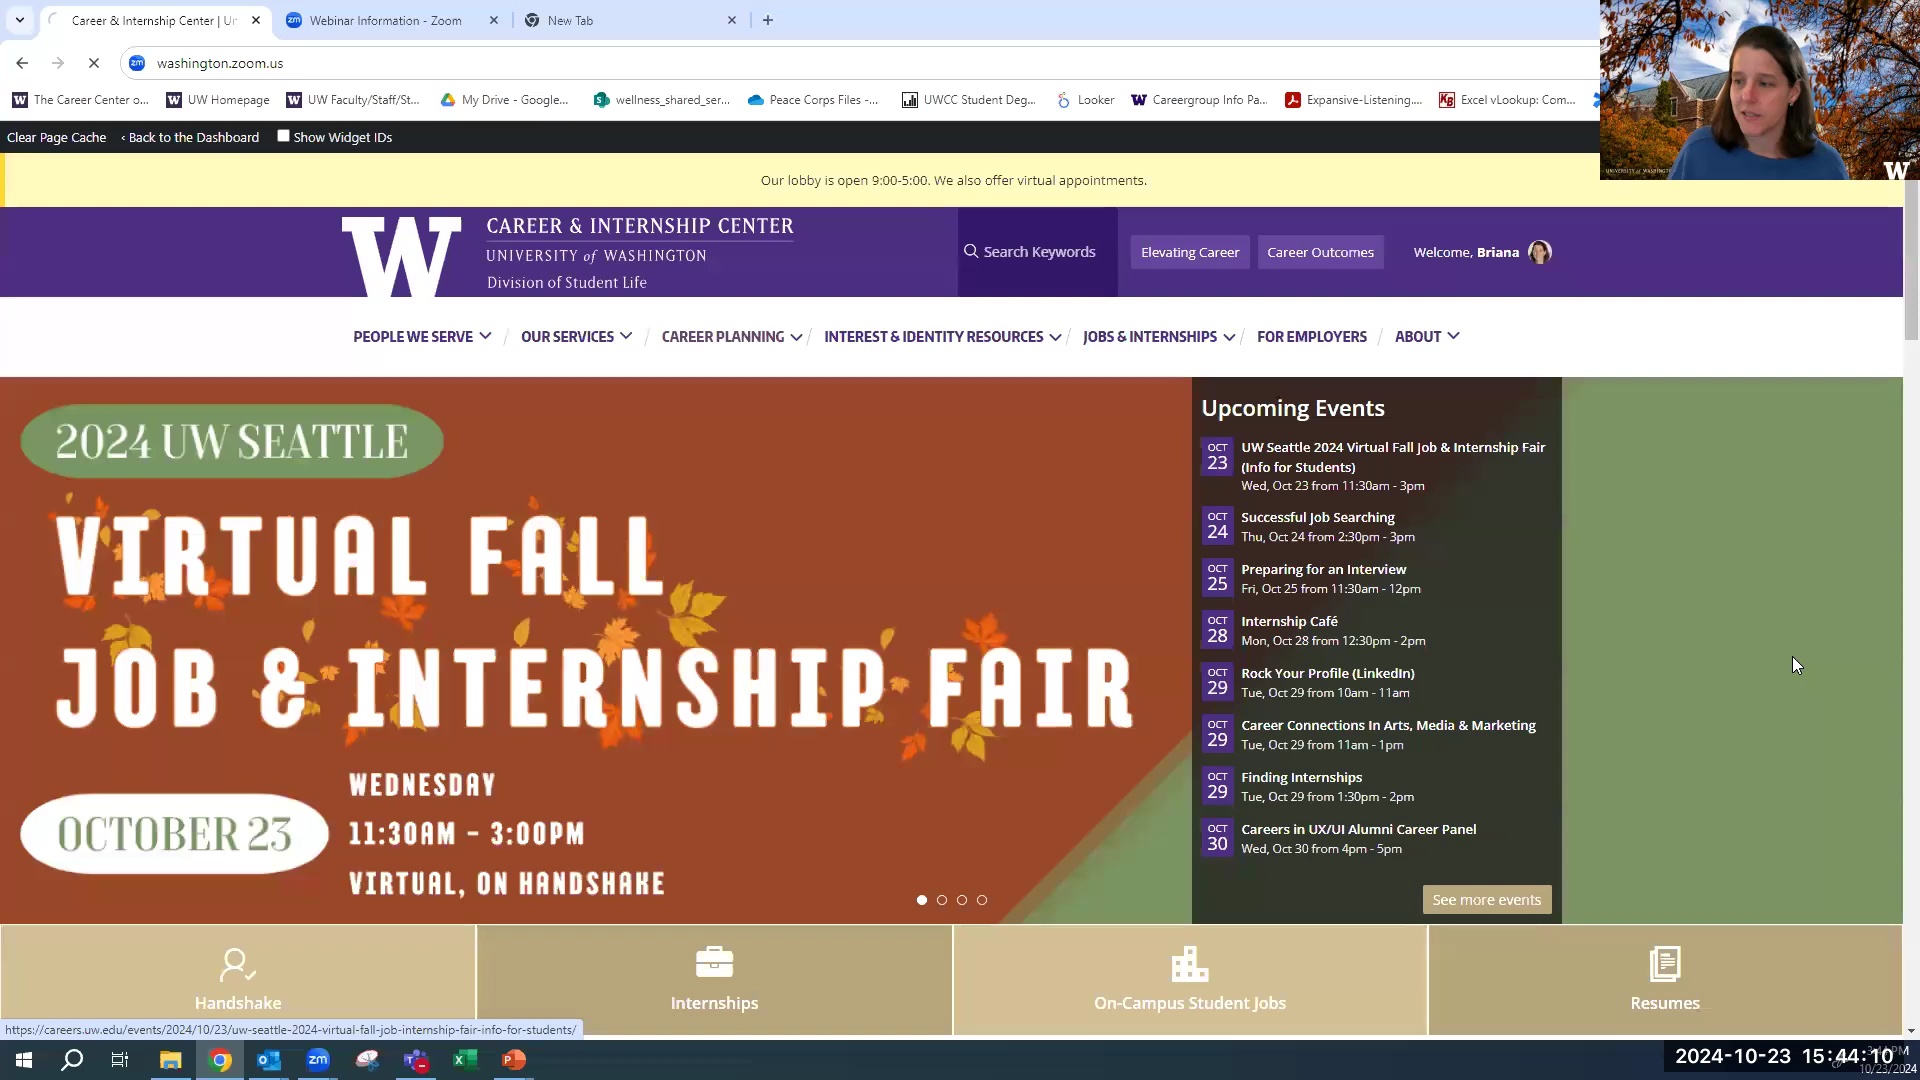 Career & Internship Center | Un
Webinar Information - Zoom
New Tab
washington.zoom.us
The Career Center o...
UW Homepage
UW Faculty/Staff/St...
My Drive - Google...
wellness_shared_ser...
Peace Corps Files -...
UWCC Student Deg...
Looker
Careergroup Info Pa...
Expansive-Listening....
Excel vLookup: Com...
Clear Page Cache
‹ Back to the Dashboard
Show Widget IDs
Our lobby is open 9:00-5:00. We also offer virtual appointments.
W
CAREER & INTERNSHIP CENTER
UNIVERSITY of WASHINGTON
Division of Student Life
Search Keywords
Elevating Career
Career Outcomes
Welcome, Briana
PEOPLE WE SERVE
OUR SERVICES
CAREER PLANNING
INTEREST & IDENTITY RESOURCES
JOBS & INTERNSHIPS
FOR EMPLOYERS
ABOUT
2024 UW SEATTLE
VIRTUAL FALL
JOB & INTERNSHIP FAIR
OCTOBER 23
WEDNESDAY
11:30AM - 3:00PM
VIRTUAL, ON HANDSHAKE
Upcoming Events
OCT 23
UW Seattle 2024 Virtual Fall Job & Internship Fair
(Info for Students)
Wed, Oct 23 from 11:30am - 3pm
OCT 24
Successful Job Searching
Thu, Oct 24 from 2:30pm - 3pm
OCT 25
Preparing for an Interview
Fri, Oct 25 from 11:30am - 12pm
OCT 28
Internship Café
Mon, Oct 28 from 12:30pm - 2pm
OCT 29
Rock Your Profile (LinkedIn)
Tue, Oct 29 from 10am - 11am
OCT 29
Career Connections In Arts, Media & Marketing
Tue, Oct 29 from 11am - 1pm
OCT 29
Finding Internships
Tue, Oct 29 from 1:30pm - 2pm
OCT 30
Careers in UX/UI Alumni Career Panel
Wed, Oct 30 from 4pm - 5pm
See more events
Handshake
Internships
On-Campus Student Jobs
Resumes
https://careers.uw.edu/events/2024/10/23/uw-seattle-2024-virtual-fall-job-internship-fair-info-for-students/
2024-10-23 15:44:10
10/23/2024